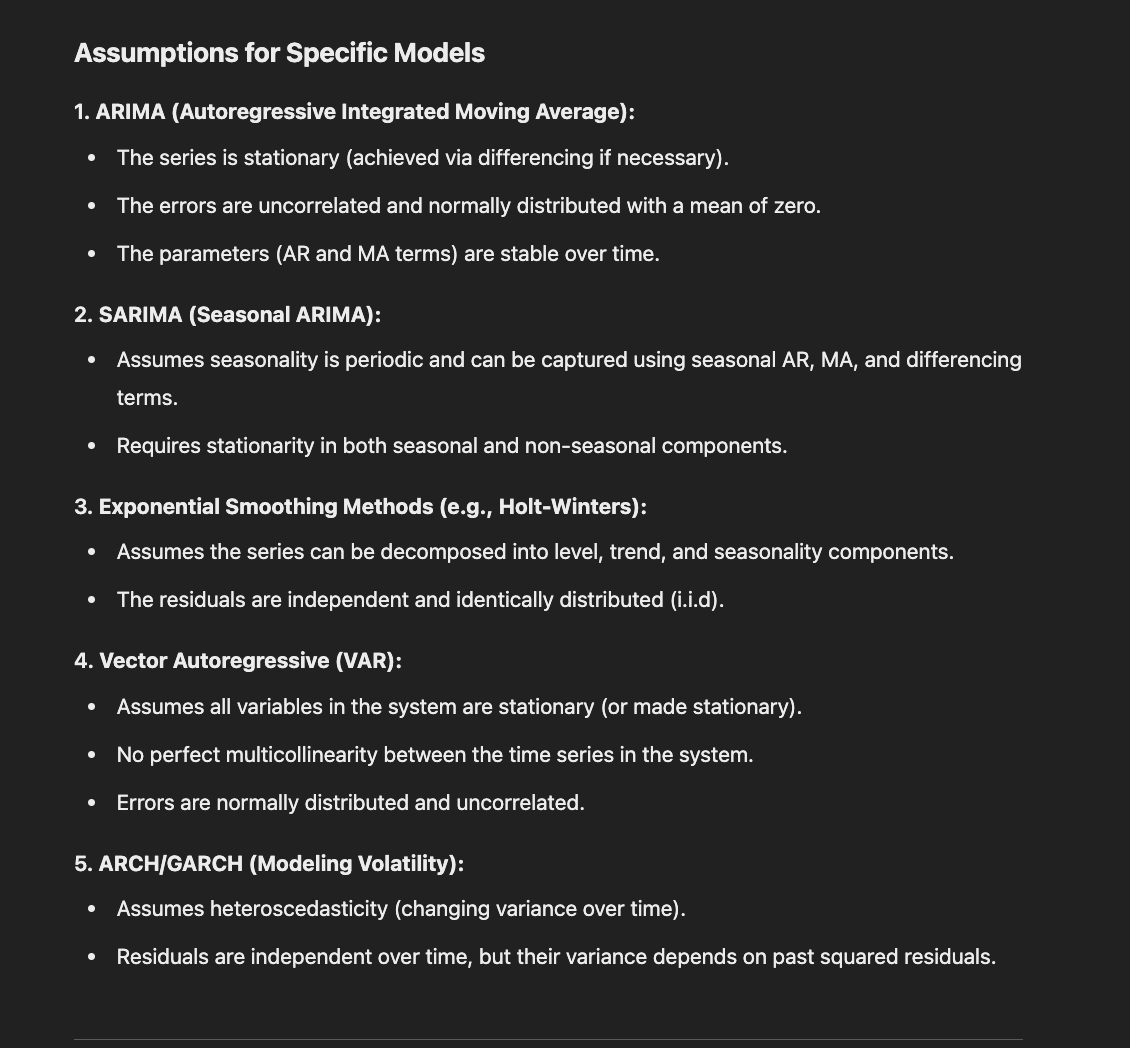 Assumptions for Specific Models
1. ARIMA (Autoregressive Integrated Moving Average):
• The series is stationary (achieved via differencing if necessary).
• The errors are uncorrelated and normally distributed with a mean of zero.
• The parameters (AR and MA terms) are stable over time.
2. SARIMA (Seasonal ARIMA):
• Assumes seasonality is periodic and can be captured using seasonal AR, MA, and differencing
terms.
• Requires stationarity in both seasonal and non-seasonal components.
3. Exponential Smoothing Methods (e.g., Holt-Winters):
• Assumes the series can be decomposed into level, trend, and seasonality components.
• The residuals are independent and identically distributed (i.i.d).
4. Vector Autoregressive (VAR):
• Assumes all variables in the system are stationary (or made stationary).
• No perfect multicollinearity between the time series in the system.
• Errors are normally distributed and uncorrelated.
5. ARCH/GARCH (Modeling Volatility):
• Assumes heteroscedasticity (changing variance over time).
• Residuals are independent over time, but their variance depends on past squared residuals.